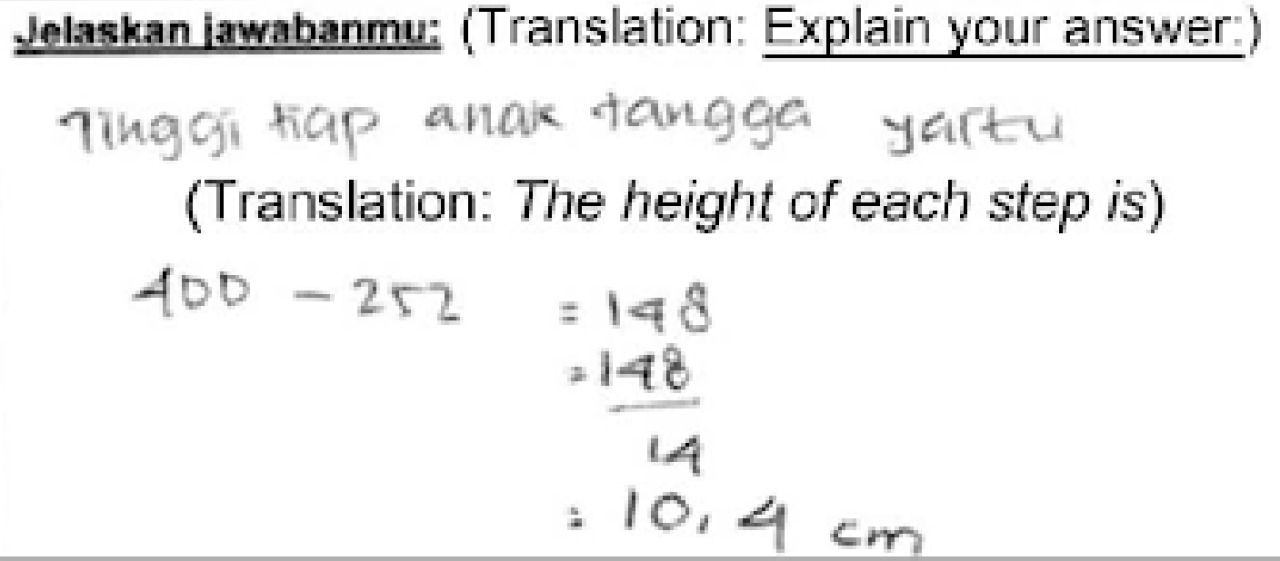 Jelaskan jawabanmu: (Translation: Explain your answer:)
Tinggi tiap anak tangga yaitu
(Translation: The height of each step is)
400 - 252 = 148
= 148
14
= 10,4 cm